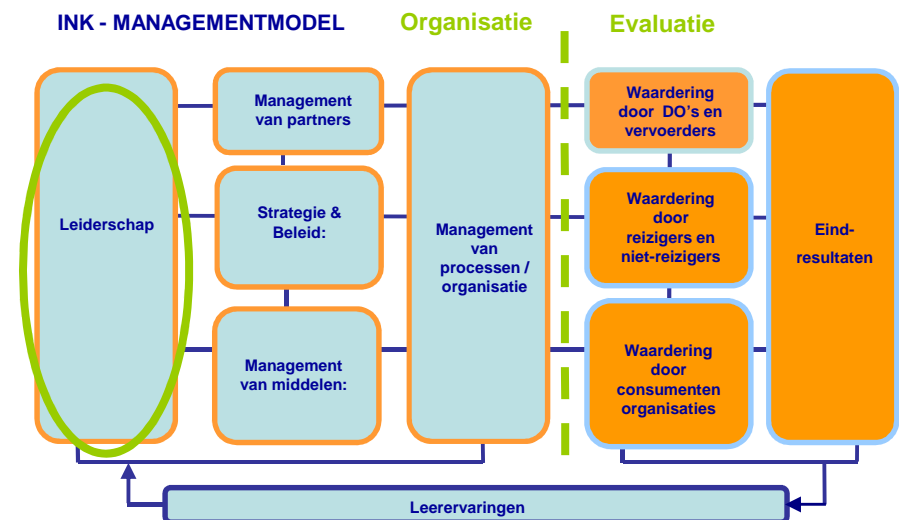 INK - MANAGEMENTMODEL
Organisatie
Evaluatie
Leiderschap
Management
van partners
Strategie &
Beleid:
Management
van middelen:
Management
van
processen /
organisatie
Waardering
door DO's en
vervoerders
Waardering
door
reizigers en
niet-reizigers
Waardering
door
consumenten
organisaties
Eind-
resultaten
Leerervaringen